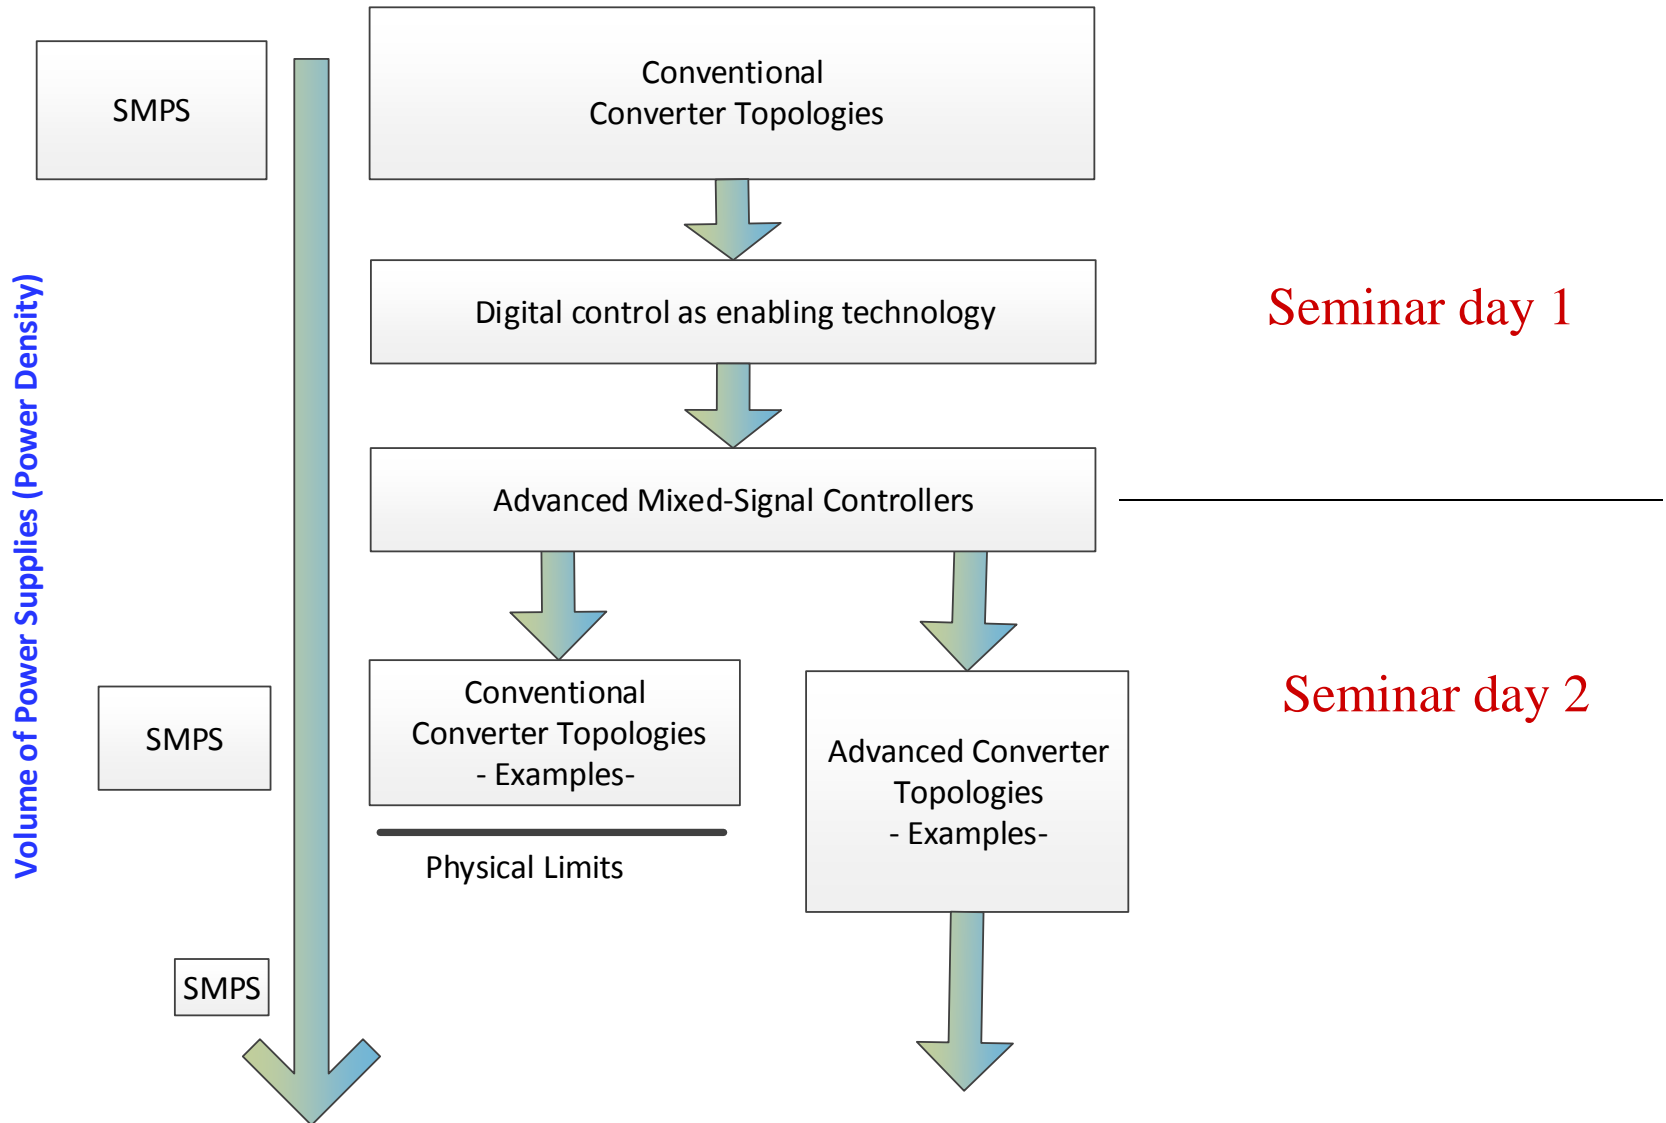 SMPS
Conventional
Converter Topologies
Volume of Power Supplies (Power Density)
Digital control as enabling technology
Seminar day 1
Advanced Mixed-Signal Controllers
SMPS
Conventional
Converter Topologies
- Examples-
Physical Limits
Advanced Converter
Topologies
- Examples-
Seminar day 2
SMPS